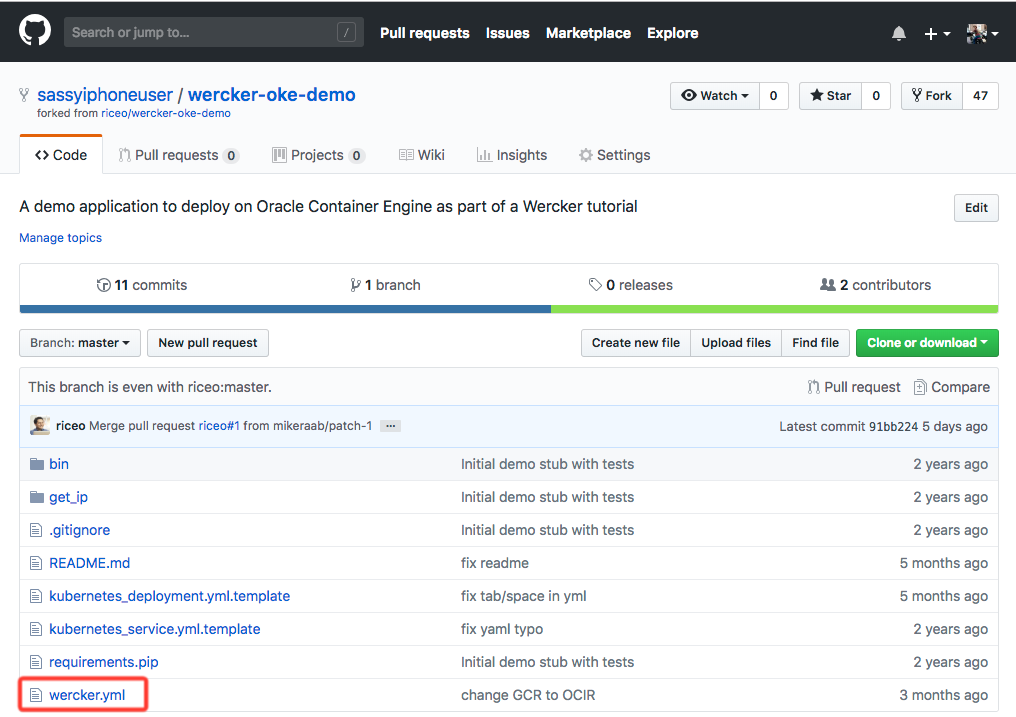 Search or jump to... / Pull requests Issues Marketplace Explore
sassyiphoneuser / wercker-oke-demo Watch 0 Star 0 Fork 47
forked from riceo/wercker-oke-demo
Code Pull requests 0 Projects 0 Wiki Insights Settings
A demo application to deploy on Oracle Container Engine as part of a Wercker tutorial Edit
Manage topics
11 commits 1 branch 0 releases 2 contributors
Branch: master New pull request Create new file Upload files Find file Clone or download
This branch is even with riceo:master. Pull request Compare
riceo Merge pull request riceo#1 from mikeraab/patch-1 ... Latest commit 91bb224 5 days ago
bin Initial demo stub with tests 2 years ago
get_ip Initial demo stub with tests 2 years ago
.gitignore Initial demo stub with tests 2 years ago
README.md fix readme 5 months ago
kubernetes_deployment.yml.template fix tab/space in yml 5 months ago
kubernetes_service.yml.template fix yaml typo 2 years ago
requirements.pip Initial demo stub with tests 2 years ago
wercker.yml change GCR to OCIR 3 months ago